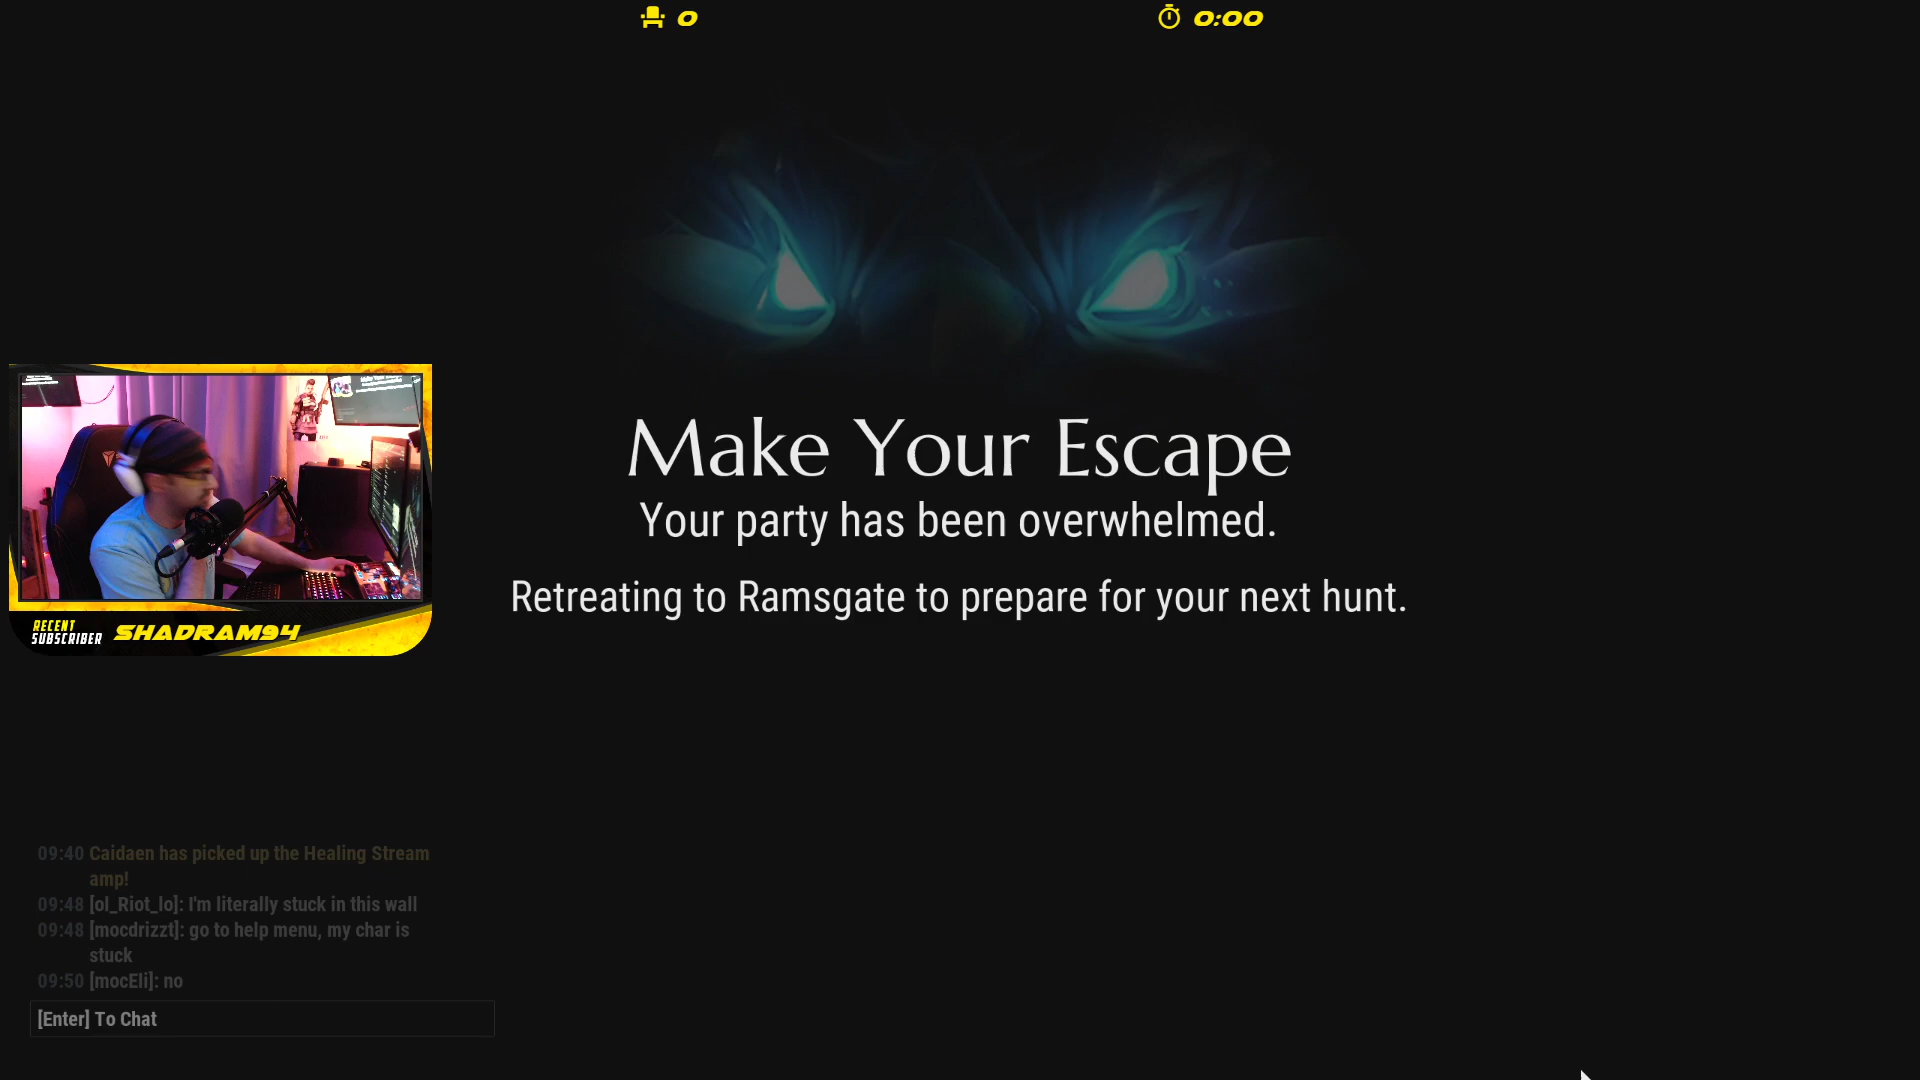 0
0:00
Make Your Escape
Your party has been overwhelmed.
Retreating to Ramsgate to prepare for your next hunt.
RECENT
SUBSCRIBER
SHADRAM94
09:40 Caidaen has picked up the Healing Stream
amp!
09:48 [ol_Riot_lo]: I'm literally stuck in this wall
09:48 [mocdrizzt]: go to help menu, my char is
stuck
09:50 [mocEli]: no
[Enter] To Chat